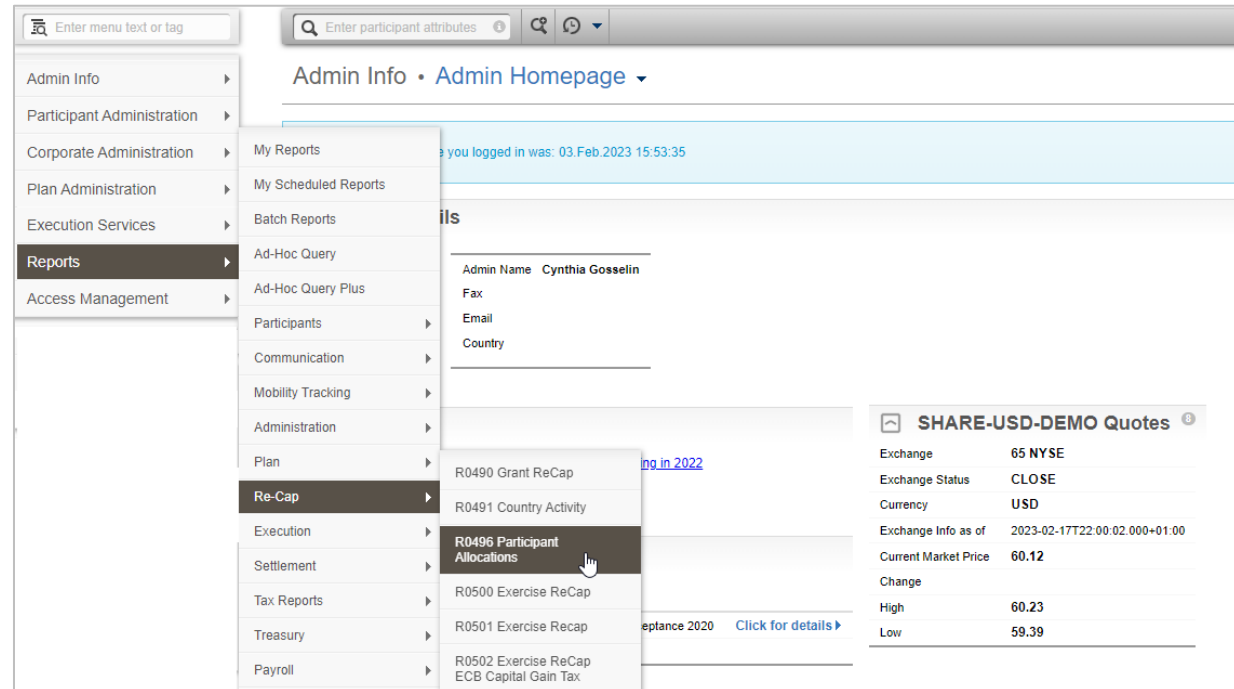 Enter menu text or tag
Enter participant attributes
Admin Info • Admin Homepage
Admin Info
Participant Administration
Corporate Administration
Plan Administration
Execution Services
Reports
Access Management
My Reports
My Scheduled Reports
Batch Reports
Ad-Hoc Query
Ad-Hoc Query Plus
Participants
Communication
Mobility Tracking
Administration
Plan
Re-Cap
Execution
Settlement
Tax Reports
Treasury
Payroll
R0490 Grant ReCap
R0491 Country Activity
R0496 Participant
Allocations
R0500 Exercise ReCap
R0501 Exercise Recap
R0502 Exercise ReCap
ECB Capital Gain Tax
you logged in was: 03.Feb.2023 15:53:35
ils
Admin Name Cynthia Gosselin
Fax
Email
Country
ng in 2022
eptance 2020 Click for details
SHARE-USD-DEMO Quotes
Exchange 65 NYSE
Exchange Status CLOSE
Currency USD
Exchange Info as of 2023-02-17T22:00:02.000+01:00
Current Market Price 60.12
Change
High 60.23
Low 59.39